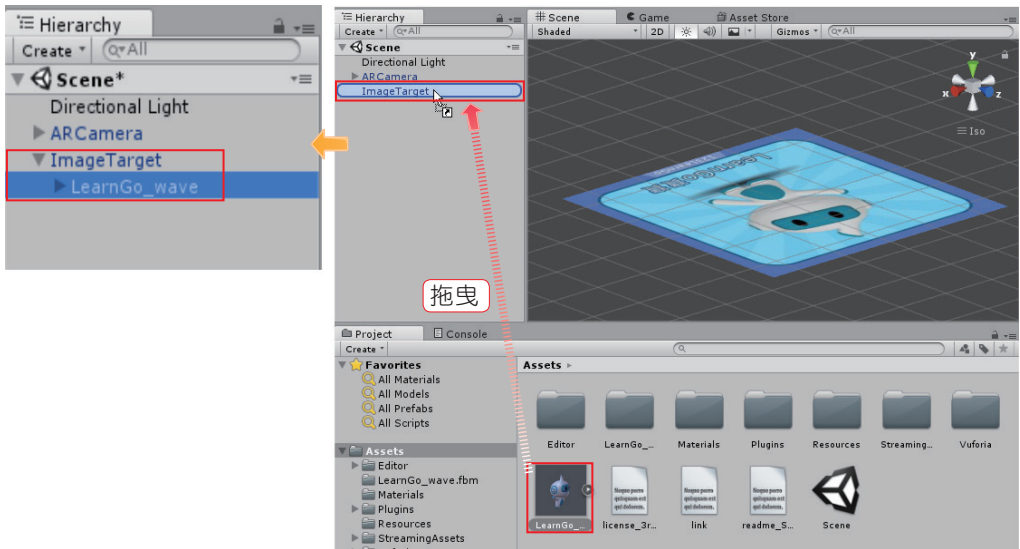 Hierarchy
Create
All
Scene*
Directional Light
ARCamera
ImageTarget
LearnGo_wave
Hierarchy
Create
All
Scene
Directional Light
ARCamera
ImageTarget
Scene
Game
Asset Store
Shaded
2D
Gizmos
All
y
x
z
Iso
拖曳
Project
Console
Create
Favorites
All Materials
All Models
All Prefabs
All Scripts
Assets
Editor
LearnGo_wave.fbm
Materials
Plugins
Resources
StreamingAssets
Assets
Editor
LearnGo_...
Materials
Plugins
Resources
Streaming...
Vuforia
LearnGo_...
license_3r...
link
readme_S...
Scene